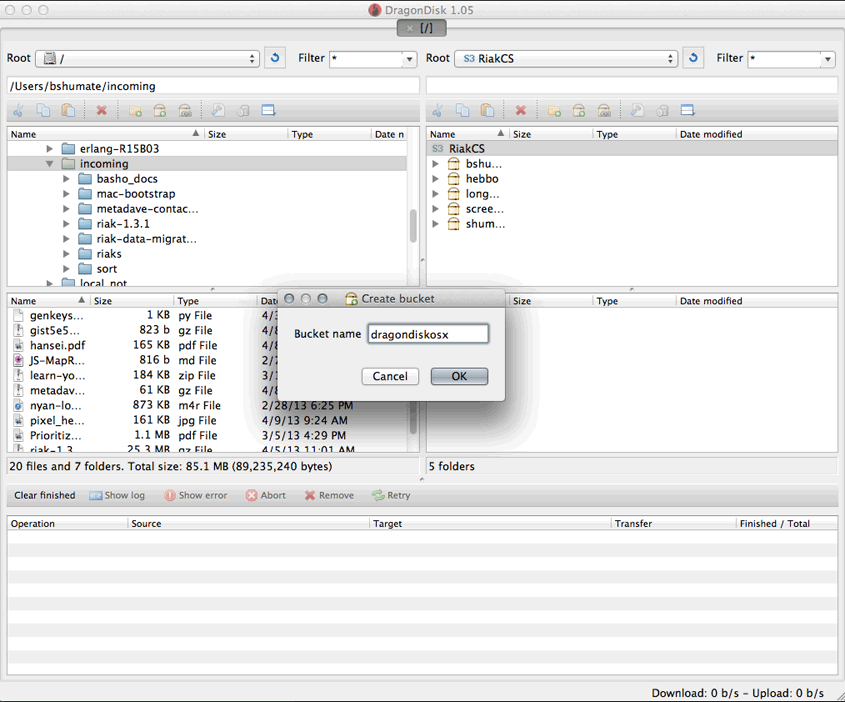 DragonDisk 1.05
[/]
Root / Filter *
Root S3 RiakCS Filter *
/Users/bshumate/incoming
Name Size Type Date n
erlang-R15B03
incoming
basho_docs
mac-bootstrap
metadave-contac...
riak-1.3.1
riak-data-migrat...
riaks
sort
local_not
Name Size Type Date modified
S3 RiakCS
bshu...
hebbo
long...
scree...
shum...
Name Size Type Dat
genkeys... 1 KB py File 4/3
gist5e5... 823 b gz File 4/8
hansei.pdf 165 KB pdf File 4/8
JS-MapR... 816 b md File 2/7
learn-yo... 184 KB zip File 3/1
metadav... 61 KB gz File 4/8
nyan-lo... 873 KB m4r File 2/28/13 6:25 PM
pixel_he... 161 KB jpg File 4/9/13 9:24 AM
Prioritiz... 1.1 MB pdf File 3/5/13 4:29 PM
riak-1.3... 25.3 MB gz File 4/5/13 11:01 AM
Size Type Date modified
Create bucket
Bucket name dragondiskosx
Cancel OK
20 files and 7 folders. Total size: 85.1 MB (89,235,240 bytes)
5 folders
Clear finished Show log Show error Abort Remove Retry
Operation Source Target Transfer Finished / Total
Download: 0 b/s - Upload: 0 b/s